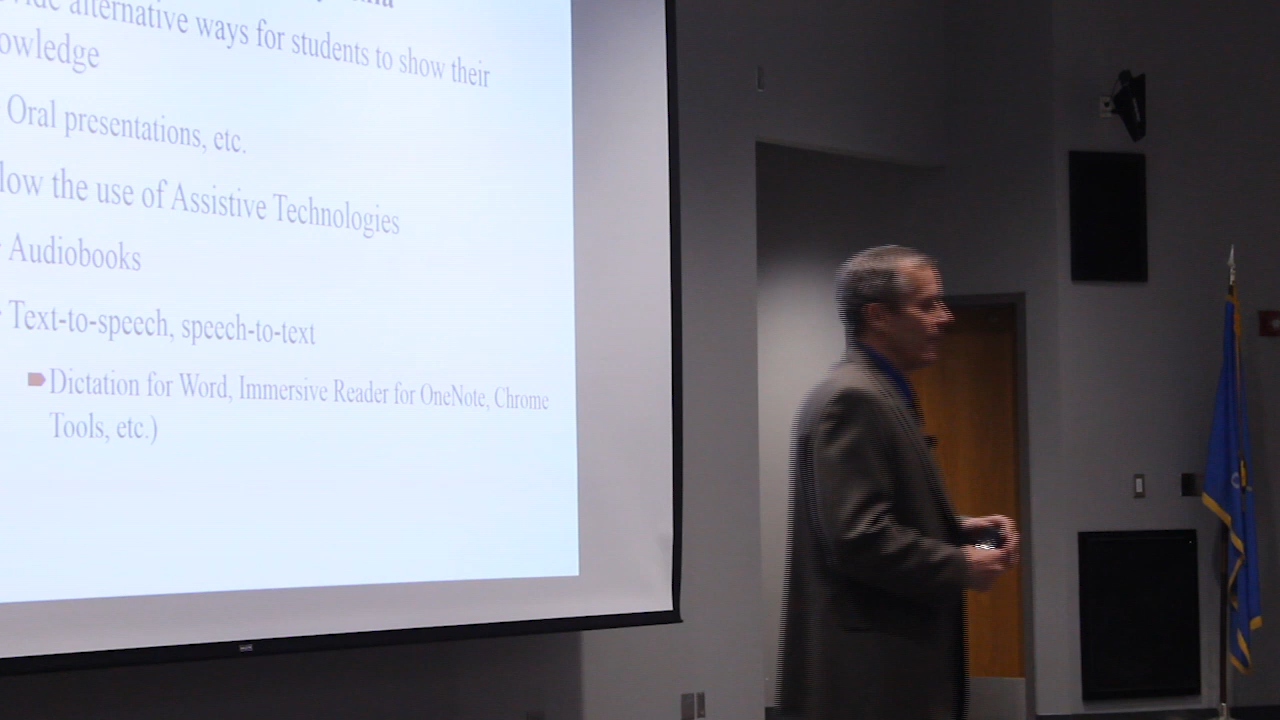 alternative ways for students to show their
owledge
Oral presentations, etc.
low the use of Assistive Technologies
Audiobooks
Text-to-speech, speech-to-text
Dictation for Word, Immersive Reader for OneNote, Chrome
Tools, etc.)